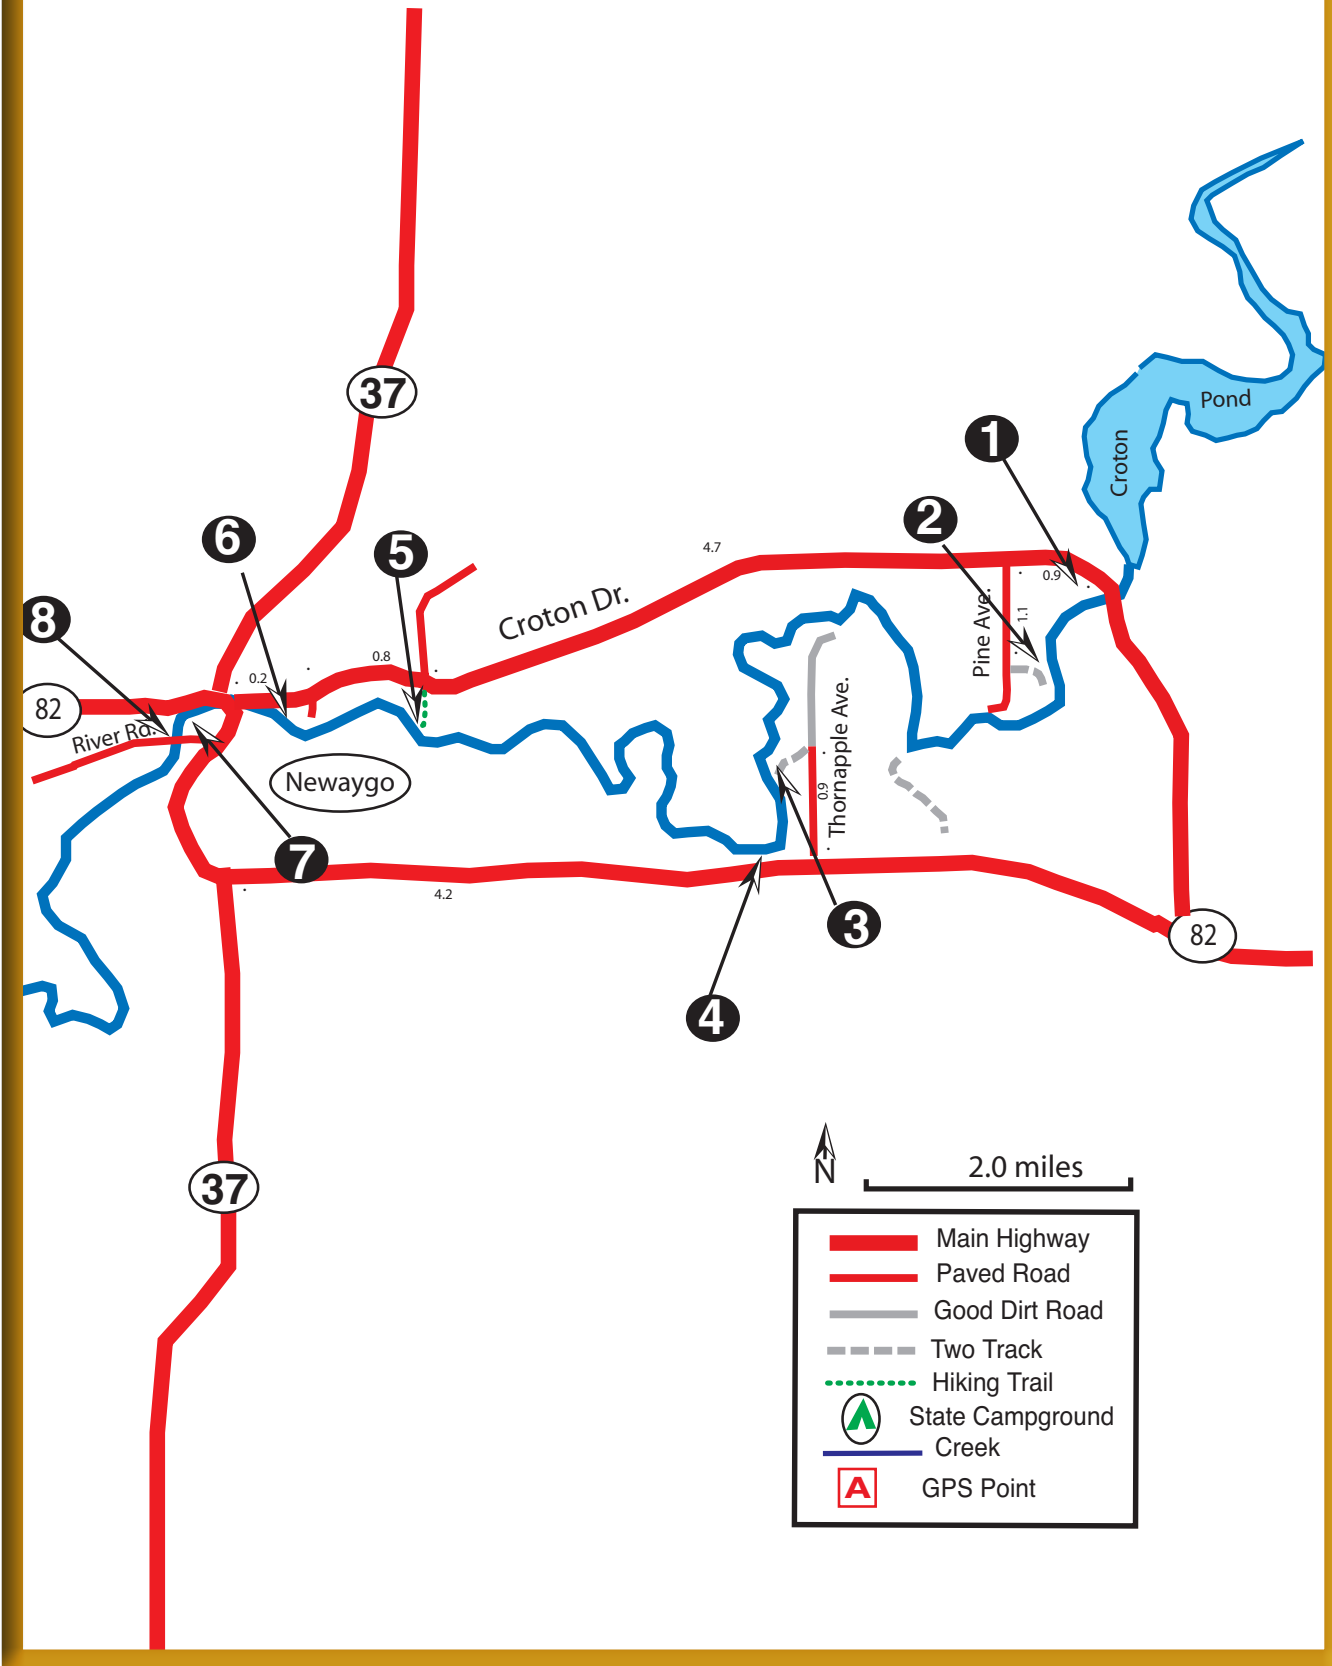 37
Pond
Croton
1
2
6
5
4.7
Croton Dr.
0.9
Pine Ave.
1.1
8
0.8
0.2
82
River Rd.
Thornapple Ave.
Newaygo
0.9
7
4.2
3
82
4
37
N
2.0 miles
Main Highway
Paved Road
Good Dirt Road
Two Track
Hiking Trail
State Campground
Creek
A GPS Point